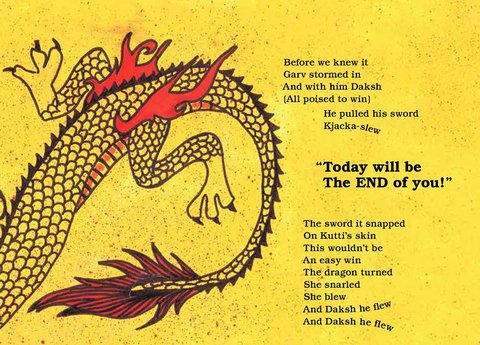 Before we knew it
Garv stormed in
And with him Daksh
(All poised to win)
He pulled his sword
Kjacka-slew
“Today will be
The END of you!”
The sword it snapped
On Kutti’s skin
This wouldn’t be
An easy win
The dragon turned
She snarled
She blew
And Daksh he flew
And Daksh he flew